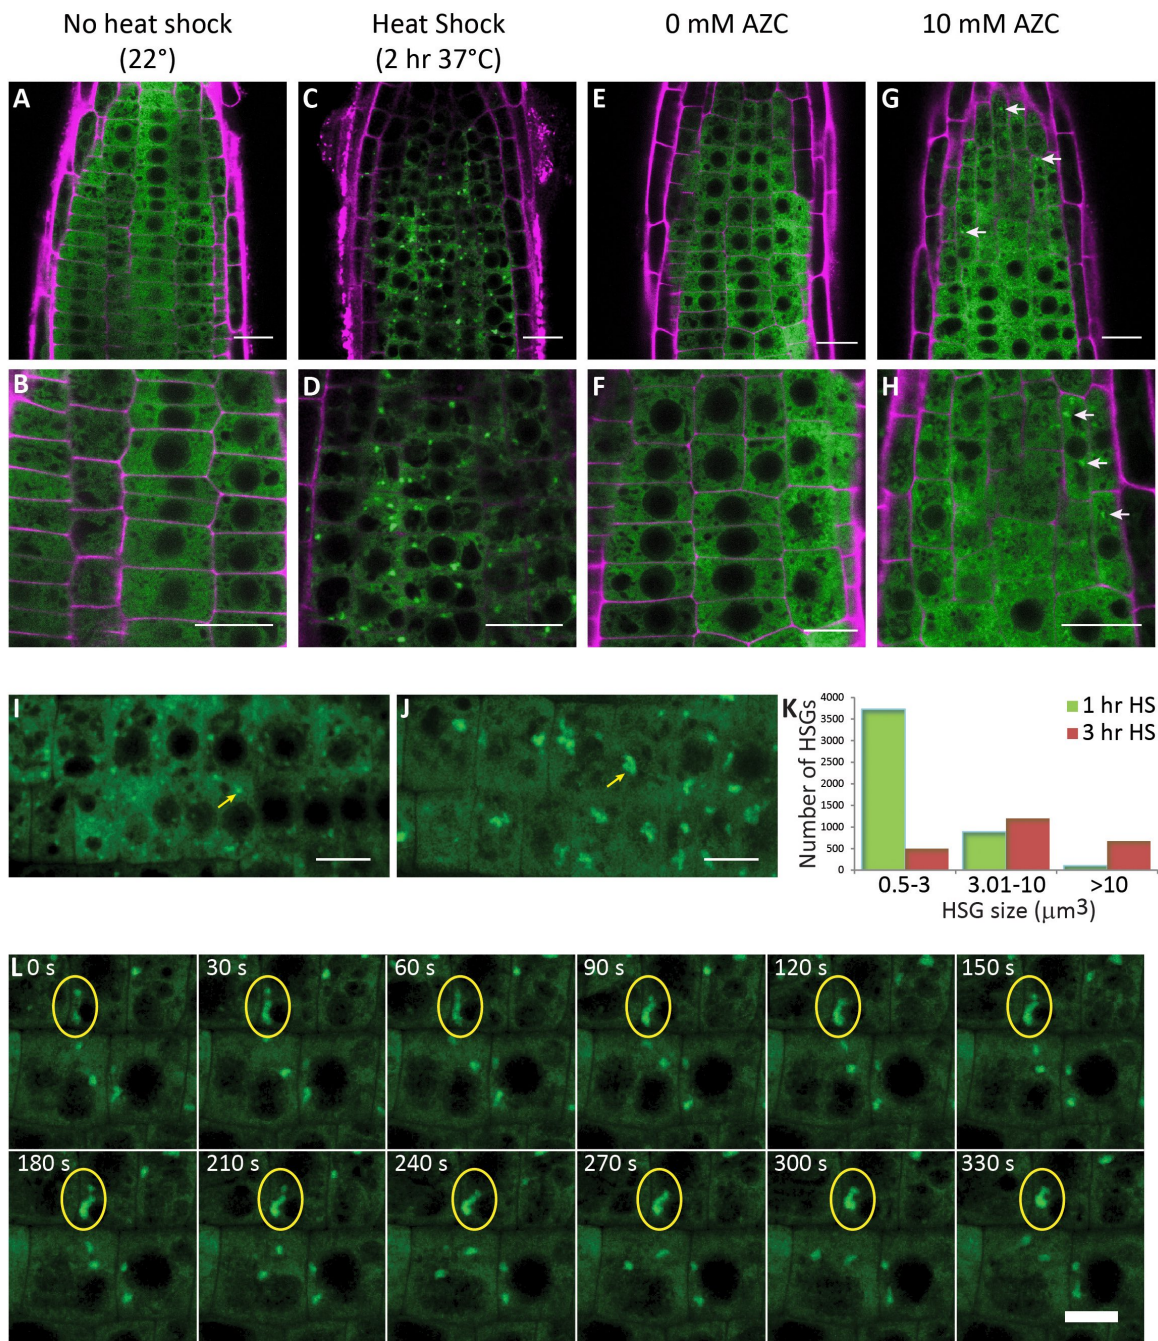 No heat shock
(22°)
Heat Shock
(2 hr 37°C)
0 mM AZC
10 mM AZC
A
C
E
G
B
D
F
H
I
J
K
4000
3500
3000
2500
2000
1500
1000
500
0
Number of HSGs
1 hr HS
3 hr HS
0.5-3
3.01-10
>10
HSG size (μm3)
L 0 s
30 s
60 s
90 s
120 s
150 s
180 s
210 s
240 s
270 s
300 s
330 s